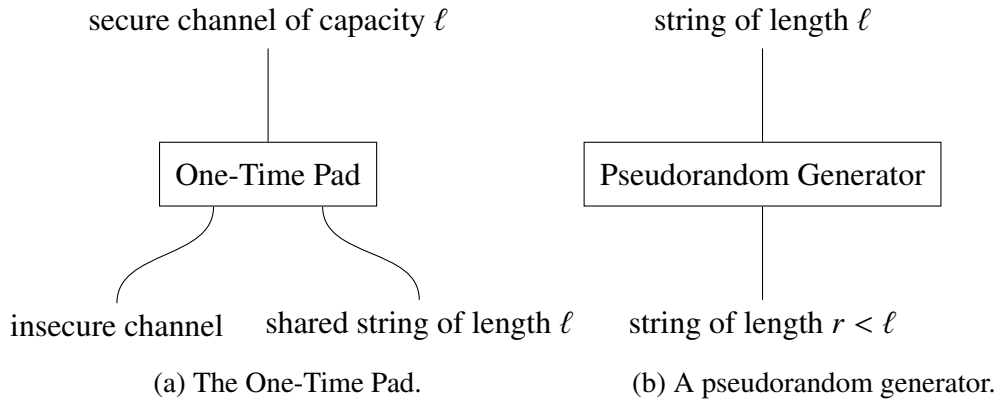 secure channel of capacity ℓ
string of length ℓ
One-Time Pad
Pseudorandom Generator
insecure channel
shared string of length ℓ
string of length r < ℓ
(a) The One-Time Pad.
(b) A pseudorandom generator.